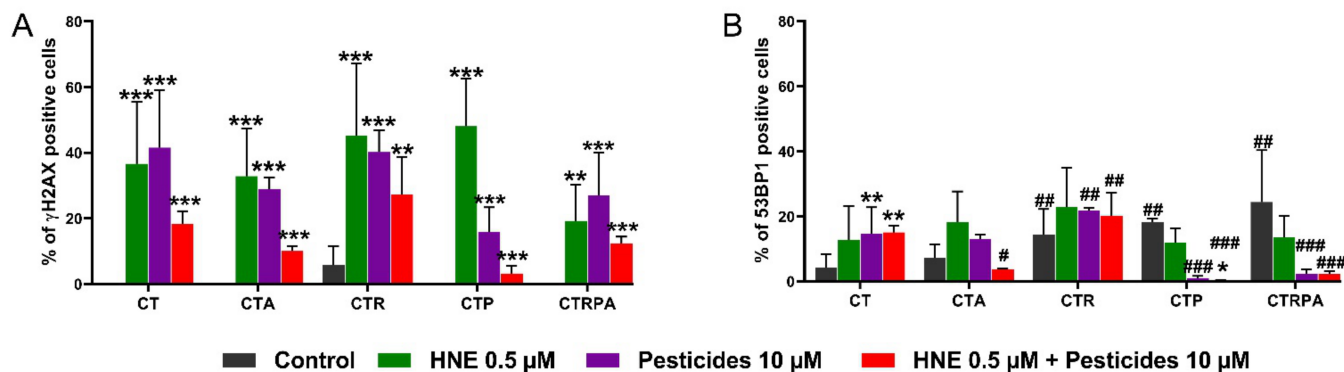 A
% of γH2AX positive cells
80
60
40
20
0
*** *** ***
*** *** ***
*** *** **
*** *** ***
** *** ***
CT CTA CTR CTP CTRPA
B
% of 53BP1 positive cells
80
60
40
20
0
** **
#
## ## ##
## ### ### *
## ### ###
CT CTA CTR CTP CTRPA
Control HNE 0.5 μM Pesticides 10 μM HNE 0.5 μM + Pesticides 10 μM